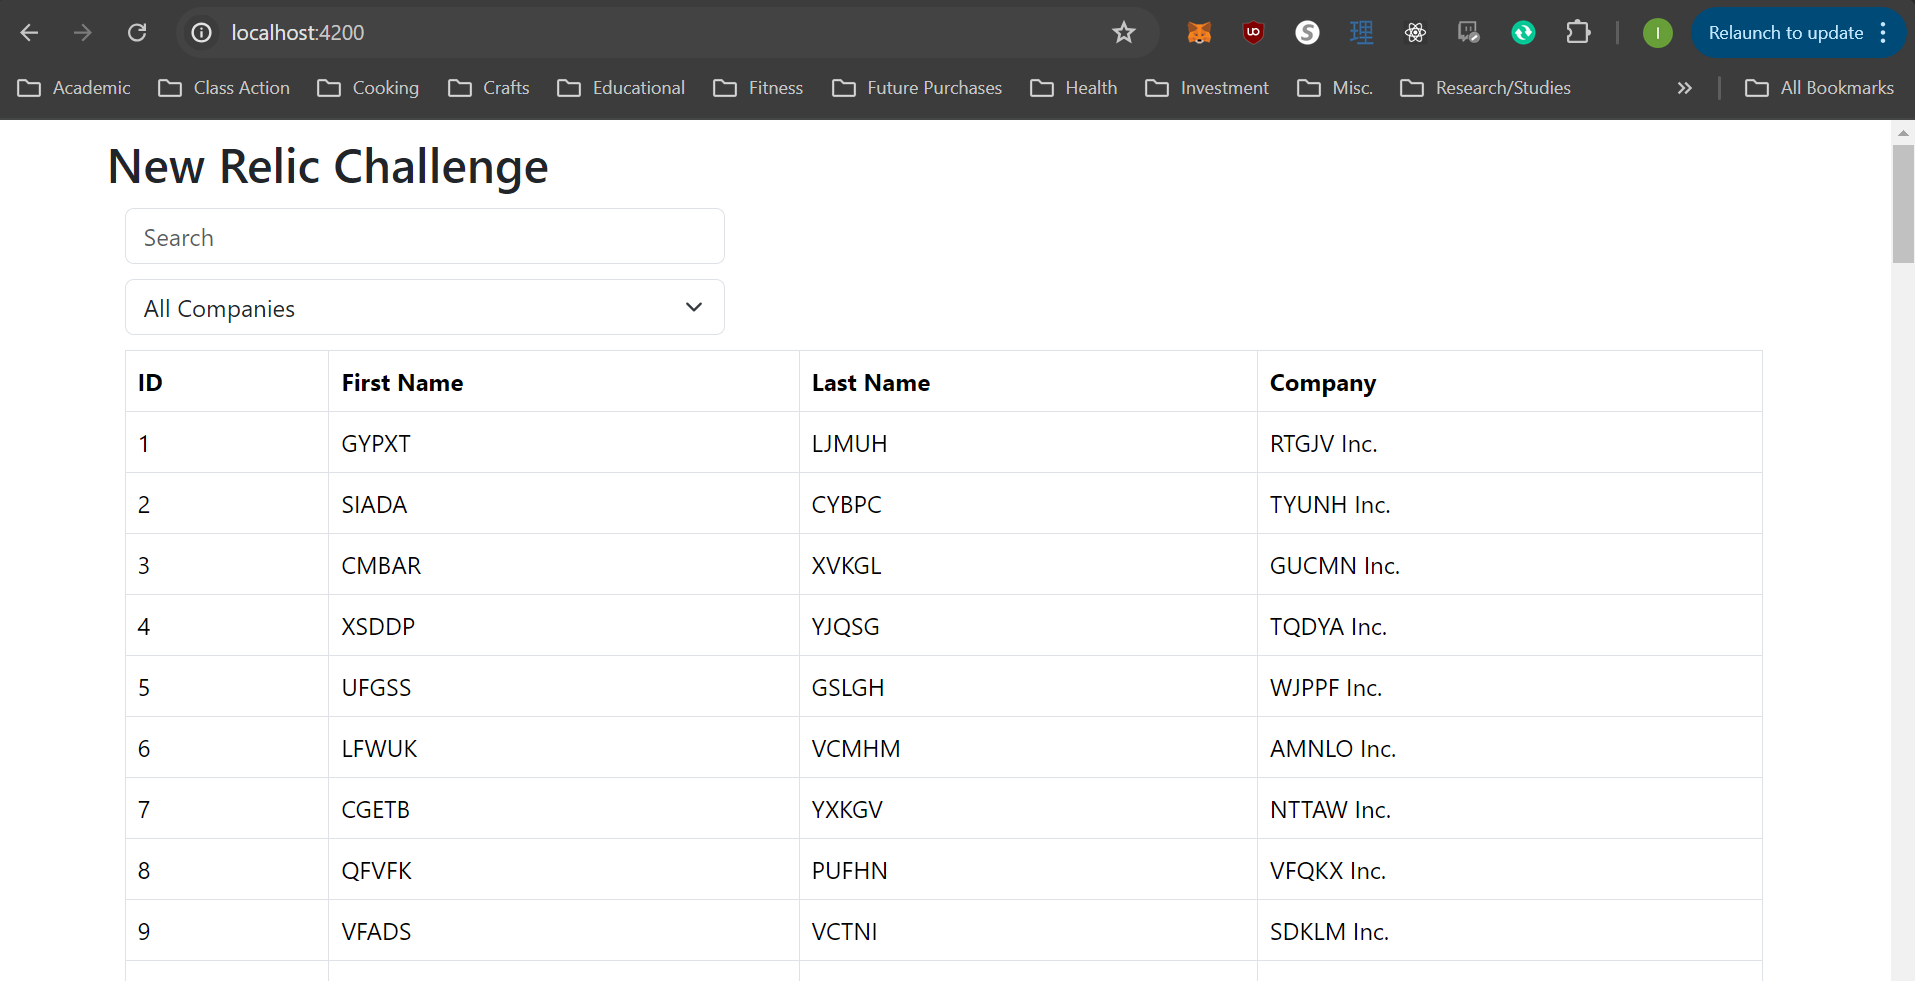 localhost:4200
UD
S
理
I
Relaunch to update
Academic Class Action Cooking Crafts Educational Fitness Future Purchases Health Investment Misc. Research/Studies » All Bookmarks
New Relic Challenge
Search
All Companies
ID First Name Last Name Company
1 GYPXT LJMUH RTGJV Inc.
2 SIADA CYBPC TYUNH Inc.
3 CMBAR XVKGL GUCMN Inc.
4 XSDDP YJQSG TQDYA Inc.
5 UFGSS GSLGH WJPPF Inc.
6 LFWUK VCMHM AMNLO Inc.
7 CGETB YXKGV NTTAW Inc.
8 QFVFK PUFHN VFQKX Inc.
9 VFADS VCTNI SDKLM Inc.